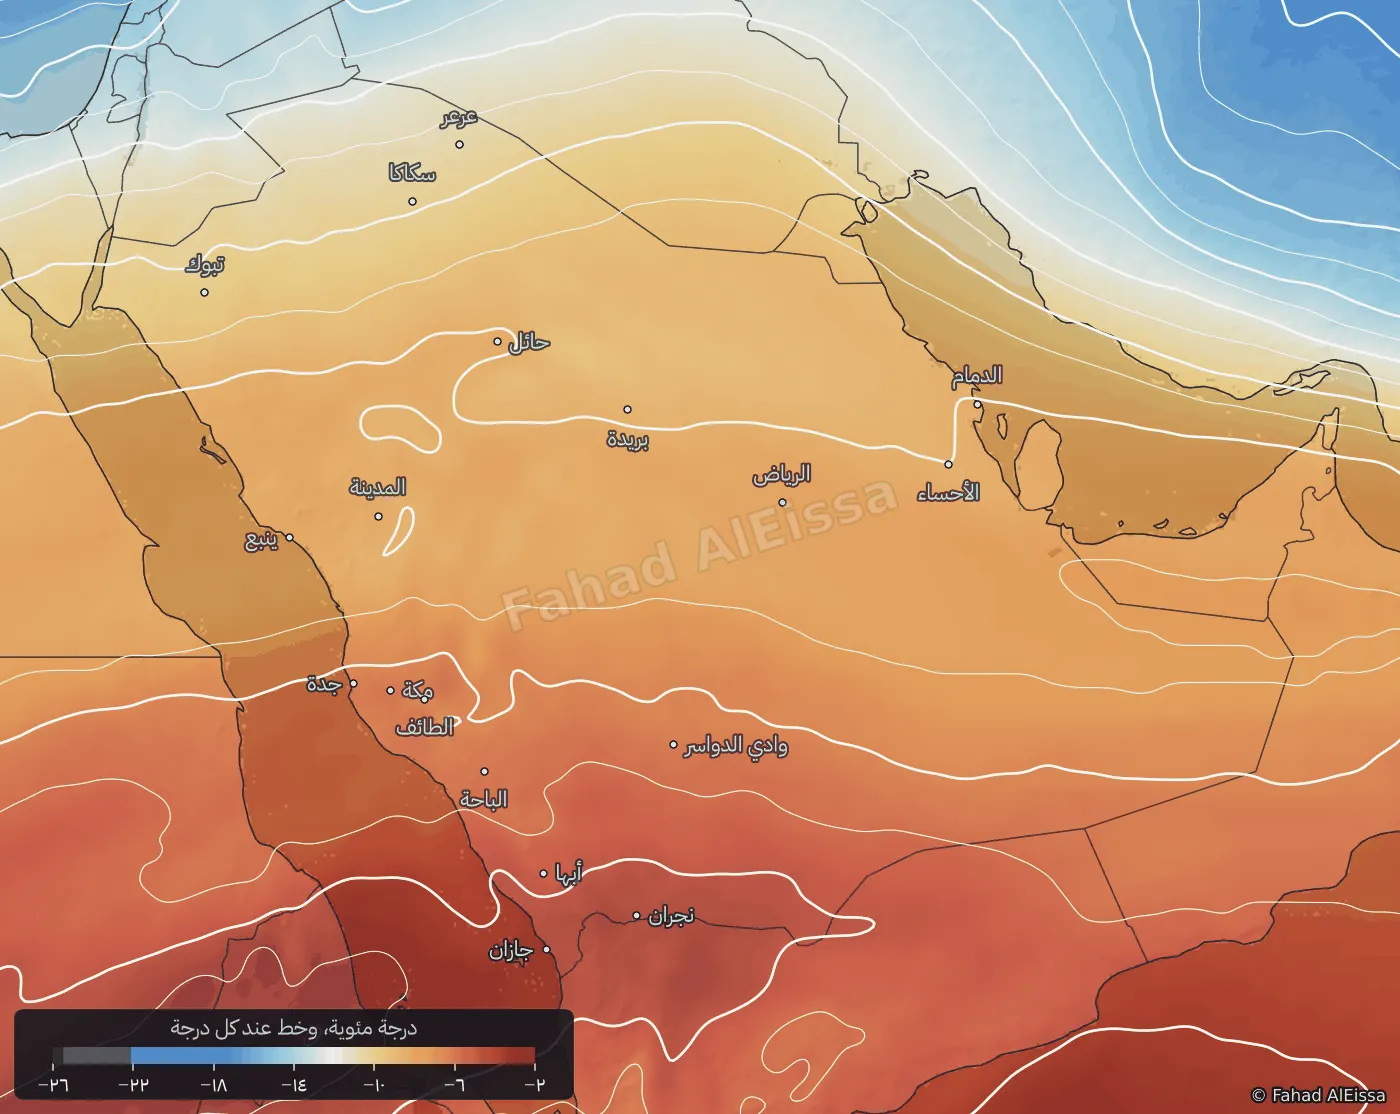 عرعر
سكاكا
تبوك
حائل
الدمام
بريدة
الرياض
المدينة
الأحساء
ينبع
Fahad AlEissa
جدة
مكة
الطائف
وادي الدواسر
الباحة
أبها
نجران
جازان
درجة مئوية، وخط عند كل درجة
−٢٦ −٢٢ −١٨ −١٤ −١٠ −٦ −٢
© Fahad AlEissa